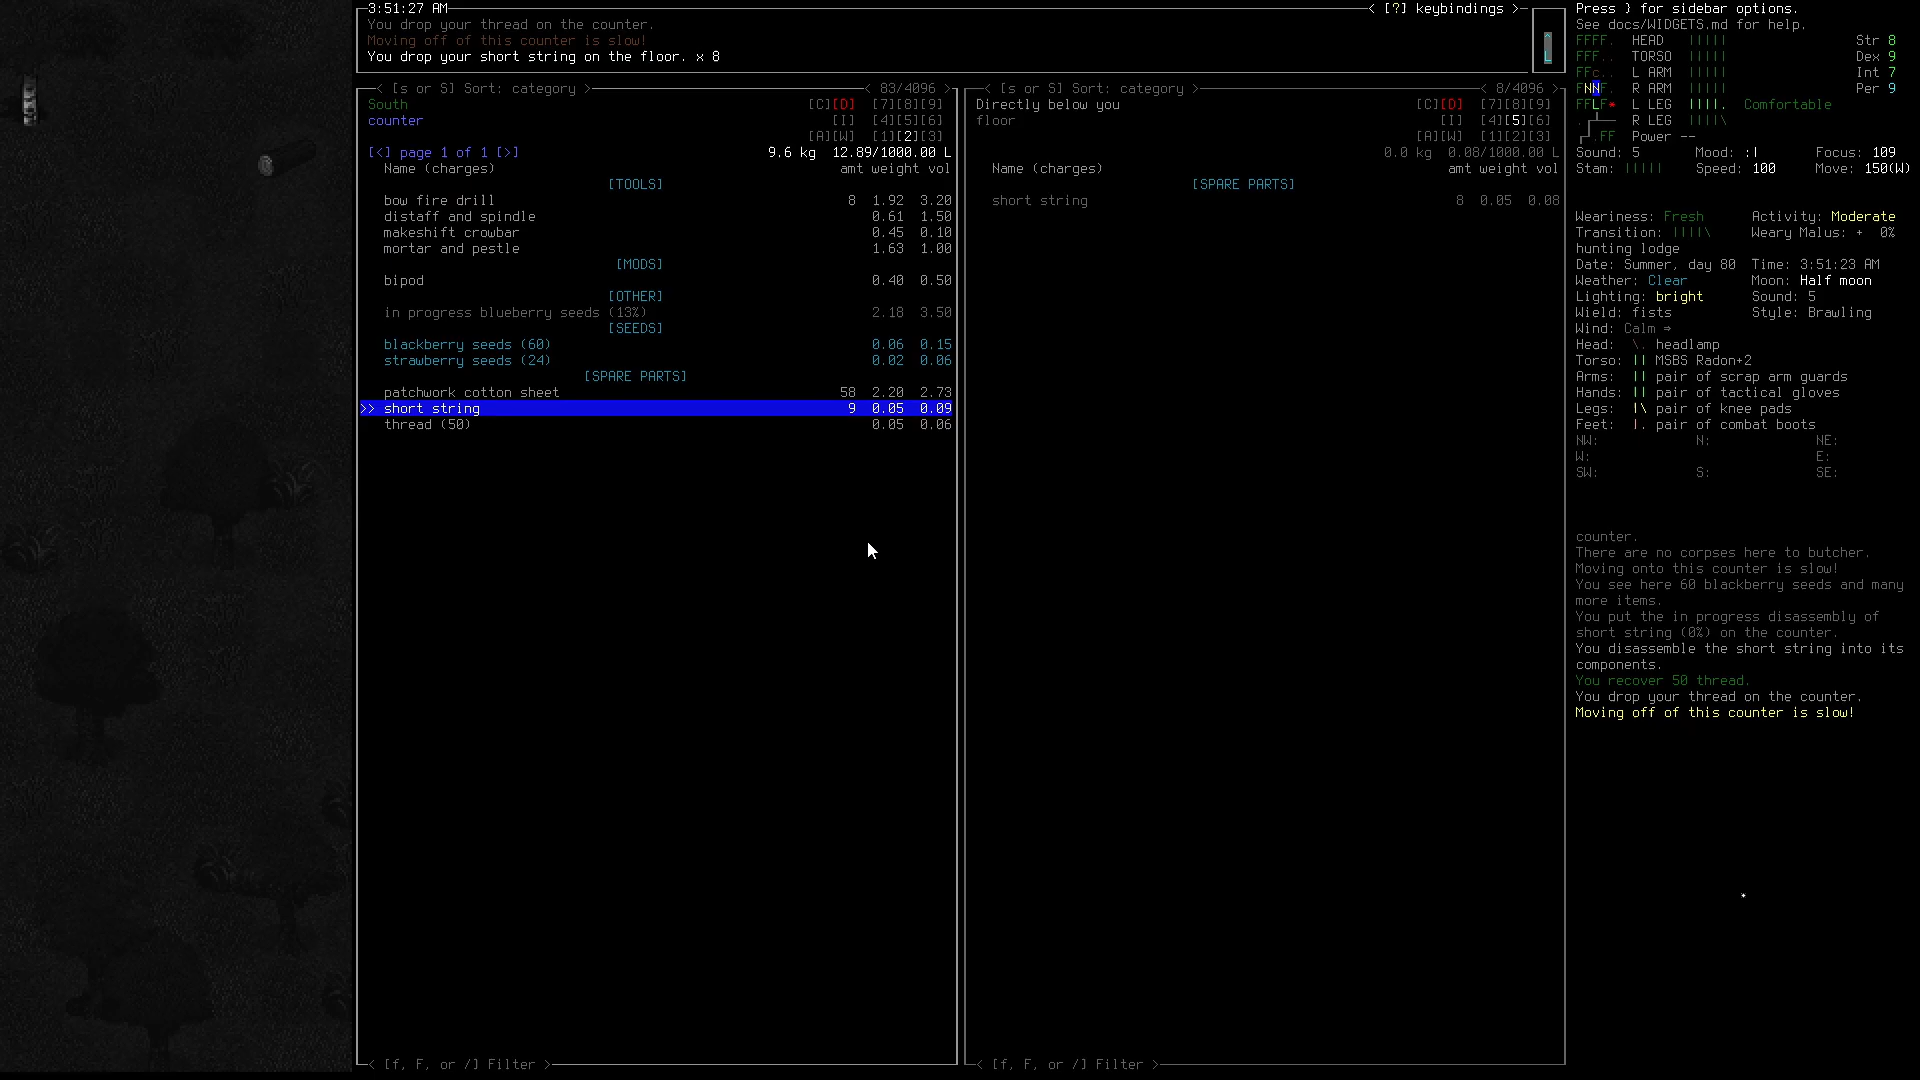 3:51:27 AM
< [?] keybindings >
You drop your thread on the counter.
Moving off of this counter is slow!
You drop your short string on the floor. x 8
< [s or S] Sort: category >
< 83/4096 >
South
[C][D] [7][8][9]
counter
[I] [4][5][6]
[A][W] [1][2][3]
[<] page 1 of 1 [>]
9.6 kg 12.89/1000.00 L
Name (charges) amt weight vol
[TOOLS]
bow fire drill 8 1.92 3.20
distaff and spindle 0.61 1.50
makeshift crowbar 0.45 0.10
mortar and pestle 1.63 1.00
[MODS]
bipod 0.40 0.50
[OTHER]
in progress blueberry seeds (13%) 2.18 3.50
[SEEDS]
blackberry seeds (60) 0.06 0.15
strawberry seeds (24) 0.02 0.06
[SPARE PARTS]
patchwork cotton sheet 58 2.20 2.73
>> short string 9 0.05 0.09
thread (50) 0.05 0.06
< [f, F, or /] Filter >
< [s or S] Sort: category >
< 8/4096 >
Directly below you
[C][D] [7][8][9]
floor
[I] [4][5][6]
[A][W] [1][2][3]
0.0 kg 0.08/1000.00 L
Name (charges) amt weight vol
[SPARE PARTS]
short string 8 0.05 0.08
< [f, F, or /] Filter >
Press } for sidebar options.
See docs/WIDGETS.md for help.
FFFF. HEAD ||||| Str 8
FFF.. TORSO ||||| Dex 9
FFc.. L ARM ||||| Int 7
NNF. R ARM ||||| Per 9
FFLF* L LEG ||||. Comfortable
R LEG ||||\
.FF Power --
Sound: 5 Mood: :| Focus: 109
Stam: ||||| Speed: 100 Move: 150(W)
Weariness: Fresh Activity: Moderate
Transition: ||||\ Weary Malus: + 0%
hunting lodge
Date: Summer, day 80 Time: 3:51:23 AM
Weather: Clear Moon: Half moon
Lighting: bright Sound: 5
Wield: fists Style: Brawling
Wind: Calm ⇒
Head: \. headlamp
Torso: || MSBS Radon+2
Arms: || pair of scrap arm guards
Hands: || pair of tactical gloves
Legs: |\ pair of knee pads
Feet: |. pair of combat boots
NW: N: NE:
W: E:
SW: S: SE:
counter.
There are no corpses here to butcher.
Moving onto this counter is slow!
You see here 60 blackberry seeds and many
more items.
You put the in progress disassembly of
short string (0%) on the counter.
You disassemble the short string into its
components.
You recover 50 thread.
You drop your thread on the counter.
Moving off of this counter is slow!